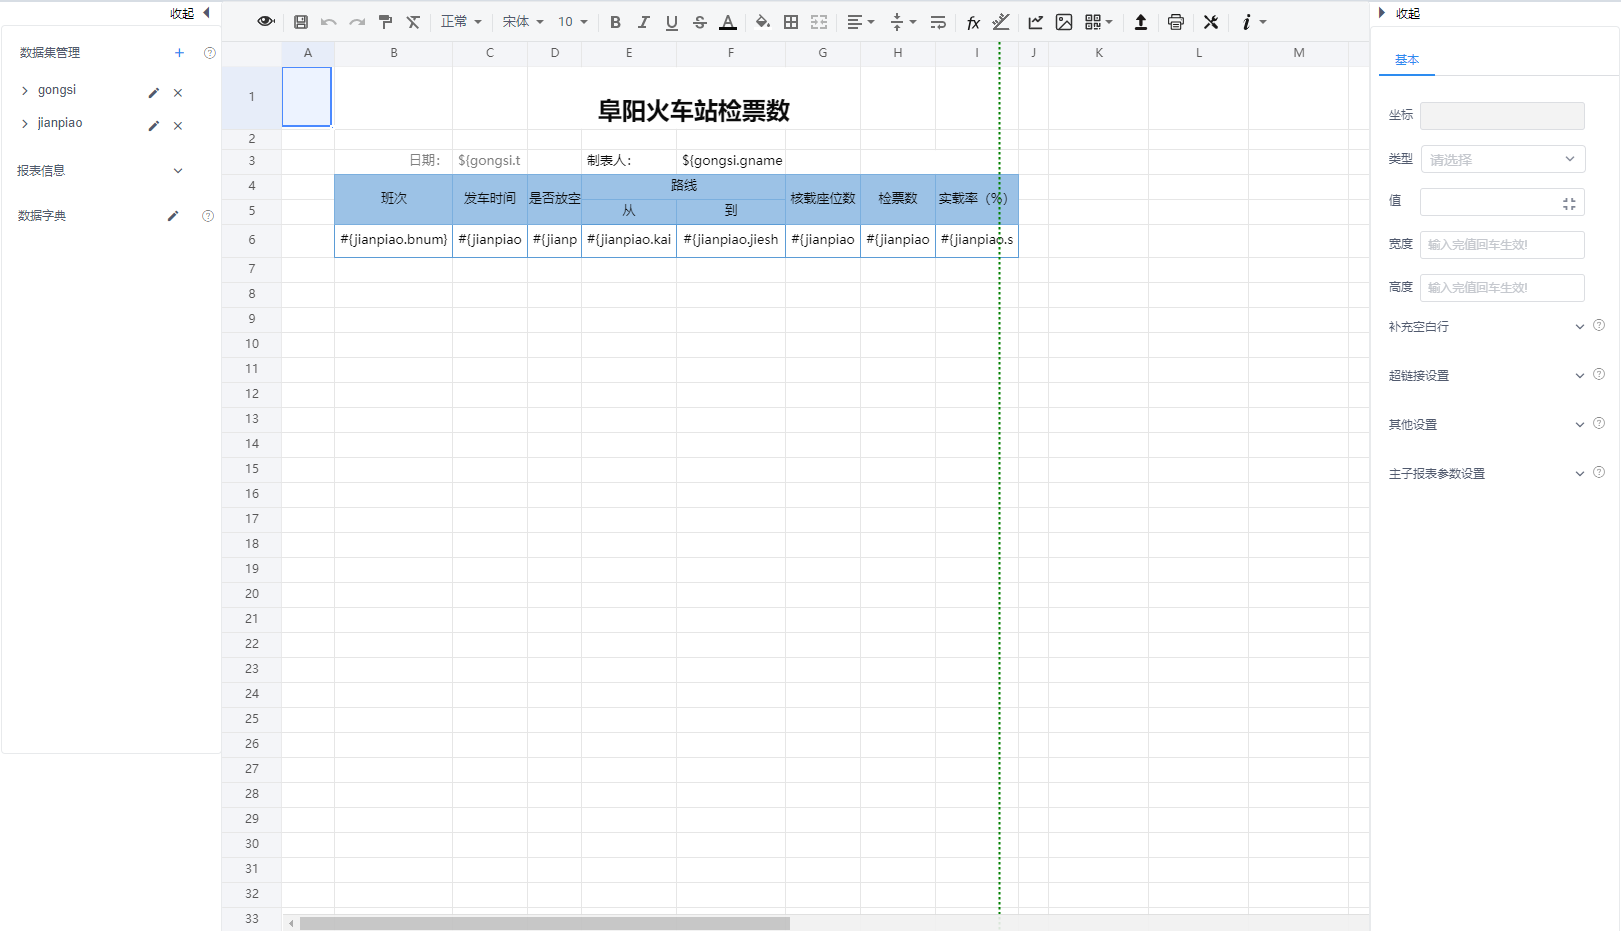 收起
数据集管理
gongsi
jianpiao
报表信息
数据字典
正常 宋体 10
A B C D E F G H I J K L M
1 阜阳火车站检票数
2
3 日期: ${gongsi.t 制表人: ${gongsi.gname
4 班次 发车时间 是否放空 路线 核载座位数 检票数 实载率（%）
5 从 到
6 #{jianpiao.bnum} #{jianpiao #{jianp #{jianpiao.kai #{jianpiao.jiesh #{jianpiao #{jianpiao #{jianpiao.s
7
8
9
10
11
12
13
14
15
16
17
18
19
20
21
22
23
24
25
26
27
28
29
30
31
32
33
收起
基本
坐标
类型 请选择
值
宽度 输入完值回车生效!
高度 输入完值回车生效!
补充空白行
超链接设置
其他设置
主子报表参数设置